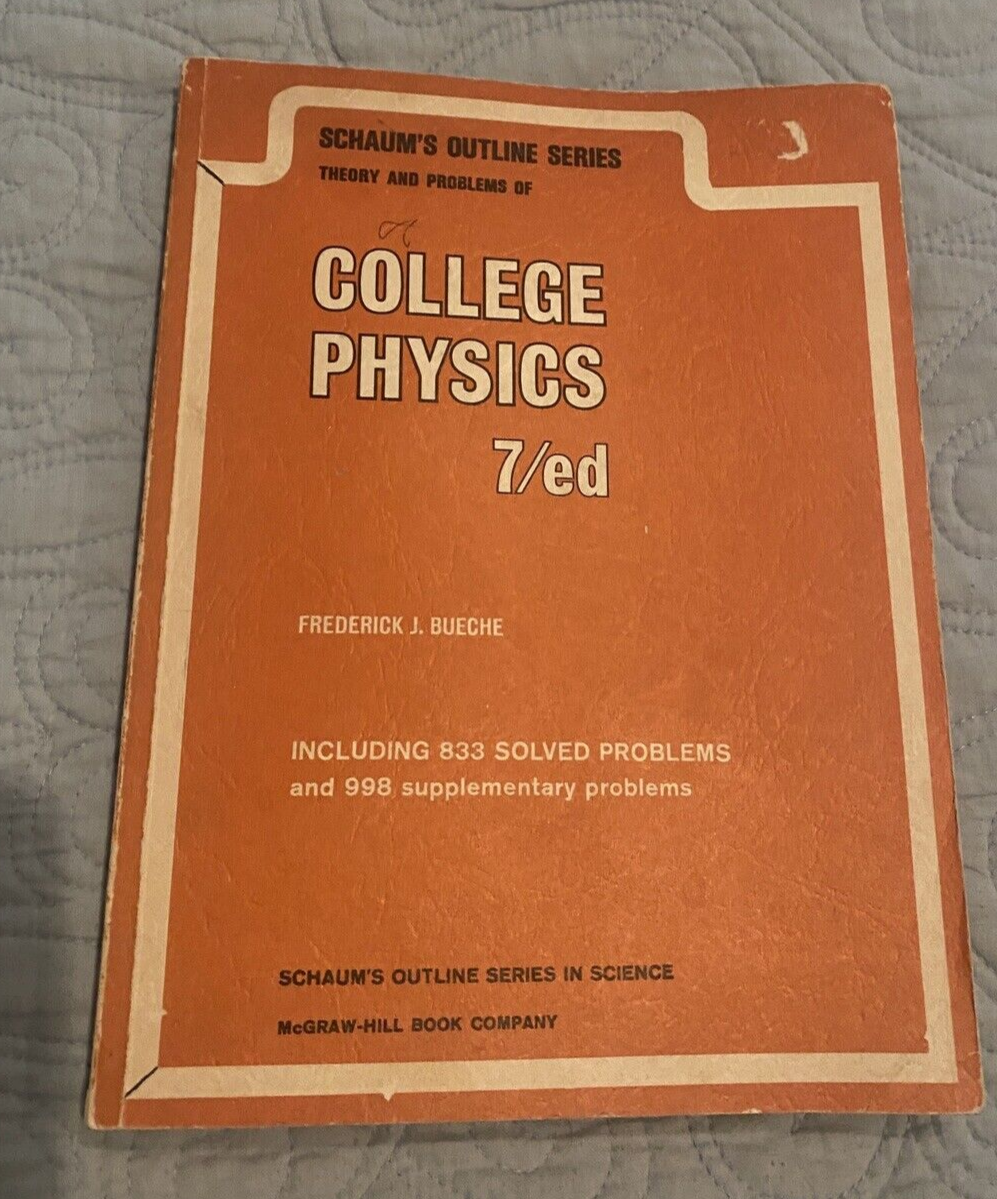 SCHAUM'S OUTLINE SERIES
THEORY AND PROBLEMS OF
COLLEGE
PHYSICS
7/ed
FREDERICK J. BUECHE
INCLUDING 833 SOLVED PROBLEMS
and 998 supplementary problems
SCHAUM'S OUTLINE SERIES IN SCIENCE
McGRAW-HILL BOOK COMPANY